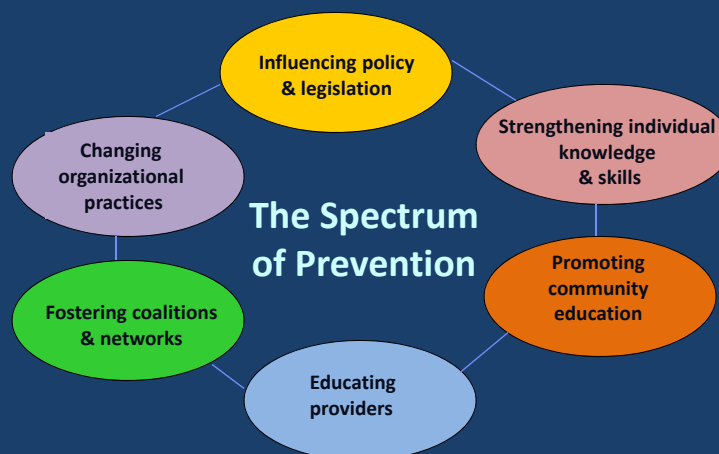 Influencing policy
& legislation
Strengthening individual
knowledge
& skills
Changing
organizational
practices
The Spectrum
of Prevention
Promoting
community
education
Fostering coalitions
& networks
Educating
providers